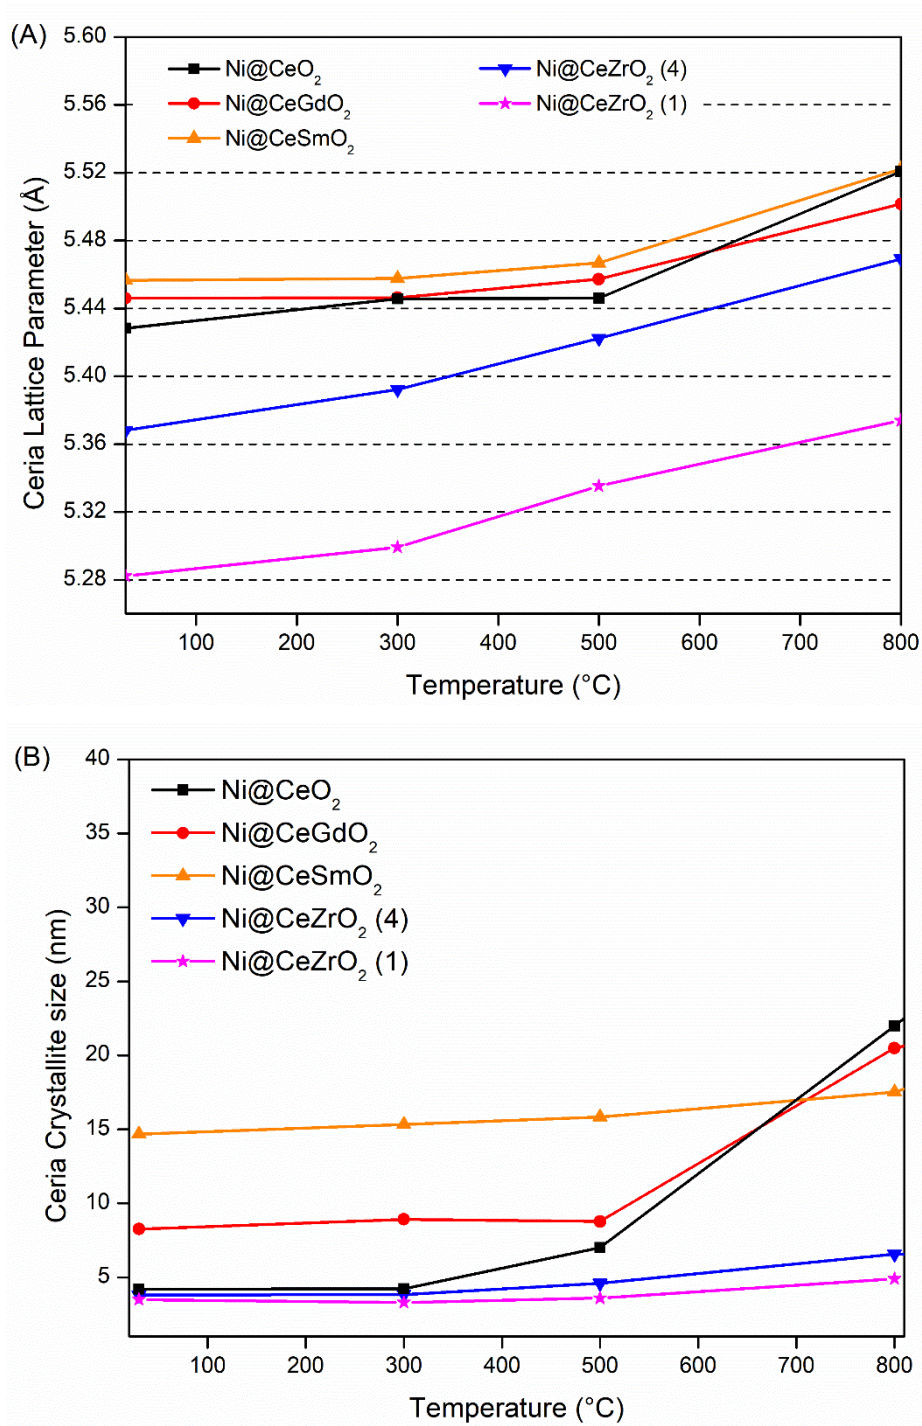 (A)
Ceria Lattice Parameter (Å)
5.60
5.56
5.52
5.48
5.44
5.40
5.36
5.32
5.28
Ni@CeO₂
Ni@CeGdO₂
Ni@CeSmO₂
Ni@CeZrO₂ (4)
Ni@CeZrO₂ (1)
100 200 300 400 500 600 700 800
Temperature (°C)
(B)
Ceria Crystallite size (nm)
40
35
30
25
20
15
10
5
Ni@CeO₂
Ni@CeGdO₂
Ni@CeSmO₂
Ni@CeZrO₂ (4)
Ni@CeZrO₂ (1)
100 200 300 400 500 600 700 800
Temperature (°C)